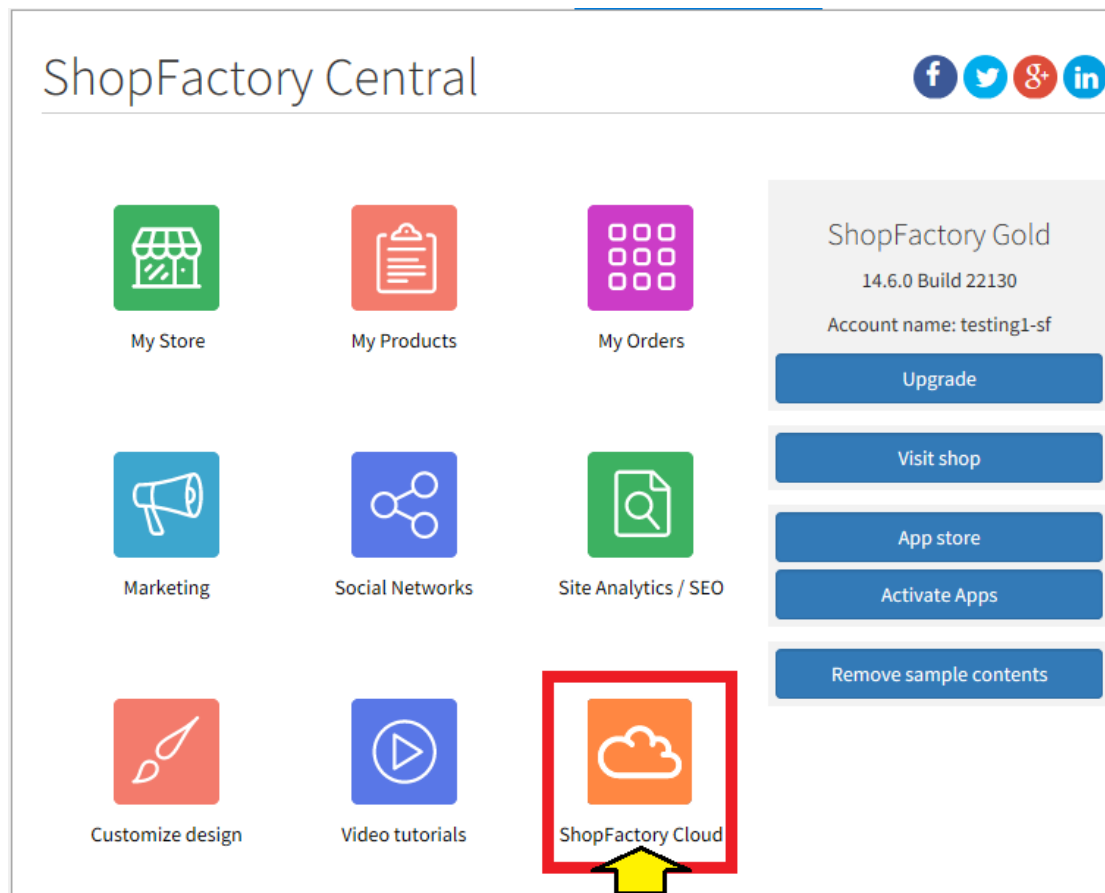 ShopFactory Central
f
g+
in
My Store
My Products
My Orders
ShopFactory Gold
14.6.0 Build 22130
Account name: testing1-sf
Upgrade
Visit shop
Marketing
Social Networks
Site Analytics / SEO
App store
Activate Apps
Remove sample contents
Customize design
Video tutorials
ShopFactory Cloud